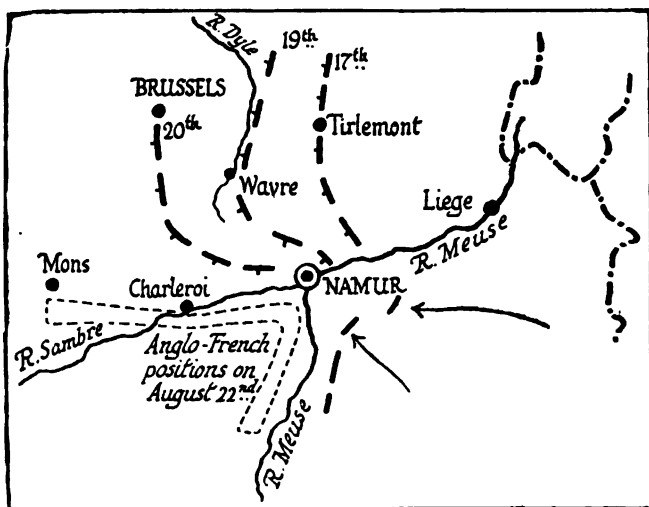 R. Dyle
19th
17th
BRUSSELS
20th
Tirlemont
Wavre
Liege
R. Meuse
Mons
Charleroi
NAMUR
R. Sambre
Anglo-French
positions on
August 22nd
R. Meuse